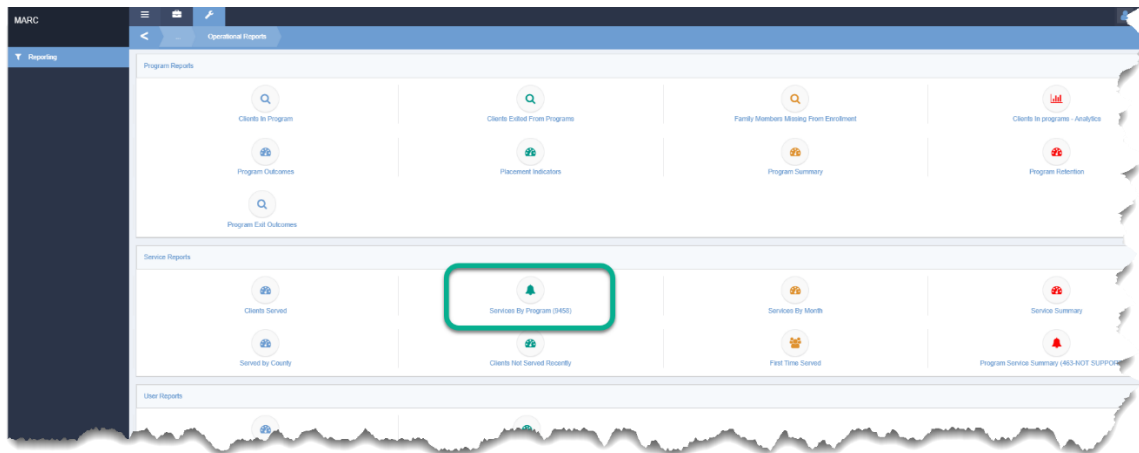 MARC
... Operational Reports
Reporting
Program Reports
Clients In Program
Clients Exited From Programs
Family Members Missing From Enrollment
Clients In programs - Analytics
Program Outcomes
Placement Indicators
Program Summary
Program Retention
Program Exit Outcomes
Service Reports
Clients Served
Services By Program (9458)
Services By Month
Service Summary
Served by County
Clients Not Served Recently
First Time Served
Program Service Summary (463-NOT SUPPOR
User Reports